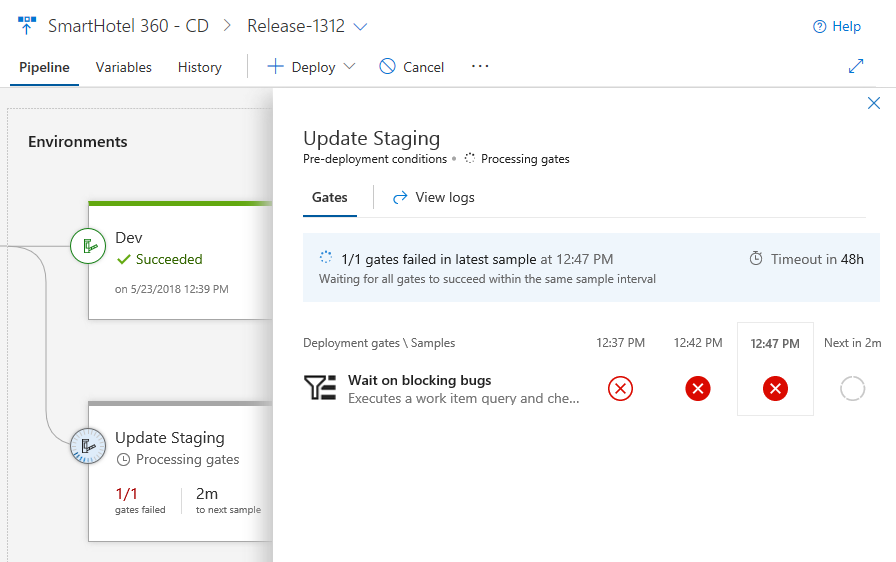 SmartHotel 360 - CD > Release-1312
Help
Pipeline Variables History Deploy Cancel ...
Environments
Dev
Succeeded
on 5/23/2018 12:39 PM
Update Staging
Processing gates
1/1
gates failed
2m
to next sample
Update Staging
Pre-deployment conditions • Processing gates
Gates View logs
1/1 gates failed in latest sample at 12:47 PM
Timeout in 48h
Waiting for all gates to succeed within the same sample interval
Deployment gates \ Samples 12:37 PM 12:42 PM 12:47 PM Next in 2m
Wait on blocking bugs
Executes a work item query and che...